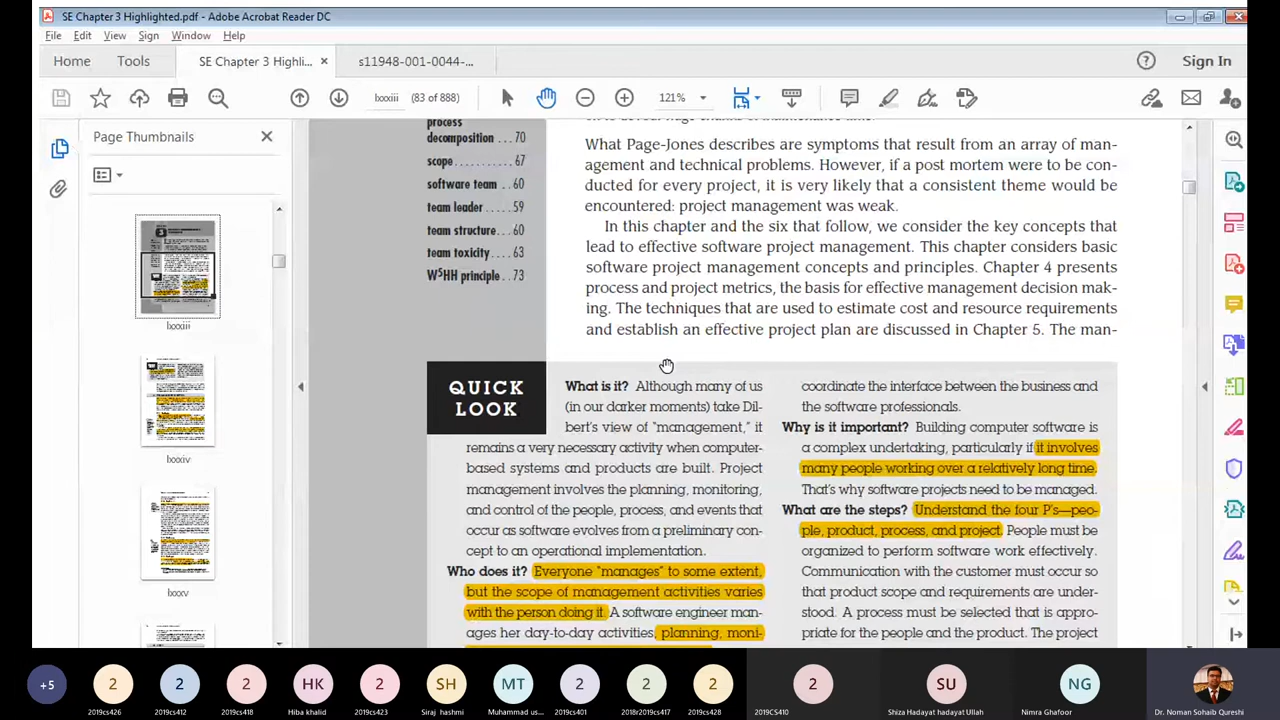 SE Chapter 3 Highlighted.pdf - Adobe Acrobat Reader DC
File Edit View Sign Window Help
Home Tools SE Chapter 3 Highli... × s11948-001-0044-... Sign In
lxxiii (83 of 888) 121%
Page Thumbnails
lxxiii
lxxiv
lxxv
process
decomposition . . . 70
scope . . . . . . . . . 67
software team . . 60
team leader . . . . . 59
team structure . . . 60
team toxicity . . . . 63
W5HH principle . . 73
What Page-Jones describes are symptoms that result from an array of man-
agement and technical problems. However, if a post mortem were to be con-
ducted for every project, it is very likely that a consistent theme would be
encountered: project management was weak.
In this chapter and the six that follow, we consider the key concepts that
lead to effective software project management. This chapter considers basic
software project management concepts and principles. Chapter 4 presents
process and project metrics, the basis for effective management decision mak-
ing. The techniques that are used to estimate cost and resource requirements
and establish an effective project plan are discussed in Chapter 5. The man-
QUICK
LOOK
What is it? Although many of us
(in our darker moments) take Dil-
bert's view of "management," it
remains a very necessary activity when computer-
based systems and products are built. Project
management involves the planning, monitoring,
and control of the people, process, and events that
occur as software evolves from a preliminary con-
cept to an operational implementation.
Who does it? Everyone "manages" to some extent,
but the scope of management activities varies
with the person doing it. A software engineer man-
ages her day-to-day activities, planning, moni-
coordinate the interface between the business and
the software professionals.
Why is it important? Building computer software is
a complex undertaking, particularly if it involves
many people working over a relatively long time.
That's why software projects need to be managed.
What are the steps? Understand the four P's—peo-
ple, product, process, and project. People must be
organized to perform software work effectively.
Communication with the customer must occur so
that product scope and requirements are under-
stood. A process must be selected that is appro-
priate for the people and the product. The project
+5 2 2 2 HK 2 SH MT 2 2 2 2 SU NG
2019cs426 2019cs412 2019cs418 Hiba khalid 2019cs423 Siraj hashmi Muhammad us... 2019cs401 2018r2019cs417 2019cs428 2019CS410 Shiza Hadayat hadayat Ullah Nimra Ghafoor Dr. Noman Sohaib Qureshi